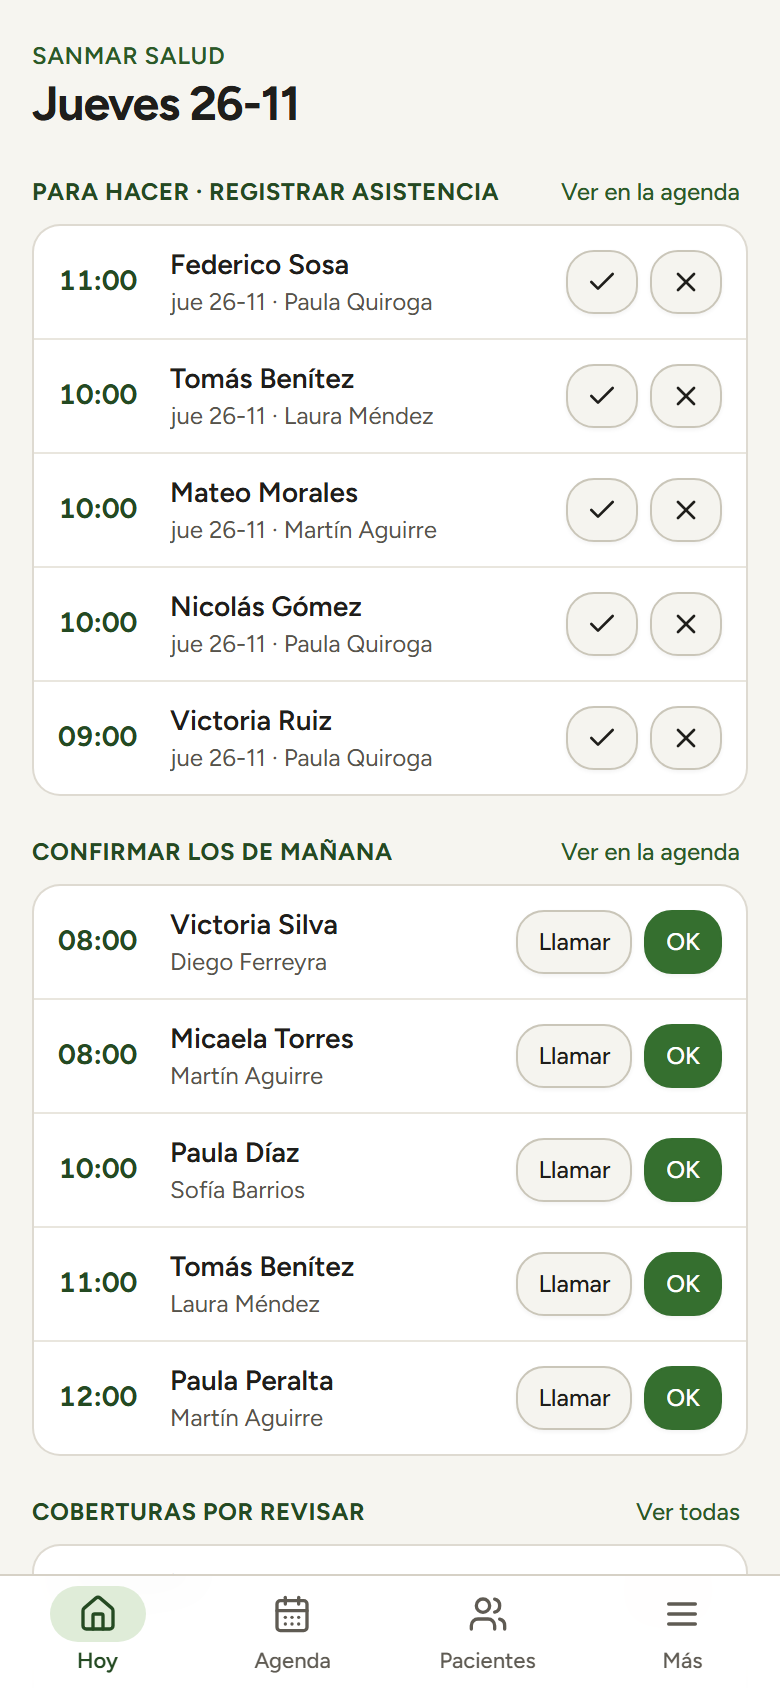 SANMAR SALUD
Jueves 26-11
PARA HACER · REGISTRAR ASISTENCIA Ver en la agenda
11:00 Federico Sosa
jue 26-11 · Paula Quiroga
10:00 Tomás Benítez
jue 26-11 · Laura Méndez
10:00 Mateo Morales
jue 26-11 · Martín Aguirre
10:00 Nicolás Gómez
jue 26-11 · Paula Quiroga
09:00 Victoria Ruiz
jue 26-11 · Paula Quiroga
CONFIRMAR LOS DE MAÑANA Ver en la agenda
08:00 Victoria Silva Llamar OK
Diego Ferreyra
08:00 Micaela Torres Llamar OK
Martín Aguirre
10:00 Paula Díaz Llamar OK
Sofía Barrios
11:00 Tomás Benítez Llamar OK
Laura Méndez
12:00 Paula Peralta Llamar OK
Martín Aguirre
COBERTURAS POR REVISAR Ver todas
Hoy Agenda Pacientes Más